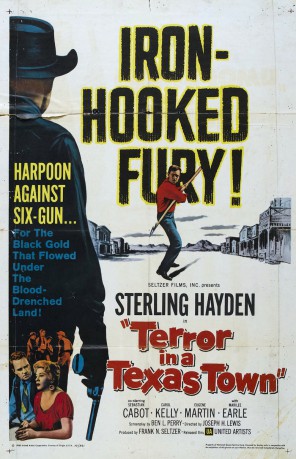 IRON-
HOOKED
FURY!
HARPOON
AGAINST
SIX-GUN...
For The
Black Gold
That Flowed
Under
The
Blood-
Drenched
Land!
SELTZER FILMS, INC. presents
STERLING HAYDEN
in
"Terror
in a
Texas Town"
co-starring
SEBASTIAN CABOT
CAROL KELLY
EUGENE MARTIN
with MARILEE EARLE
Screenplay by BEN L. PERRY
Directed by JOSEPH H. LEWIS
Produced by FRANK N. SELTZER
Released thru UNITED ARTISTS